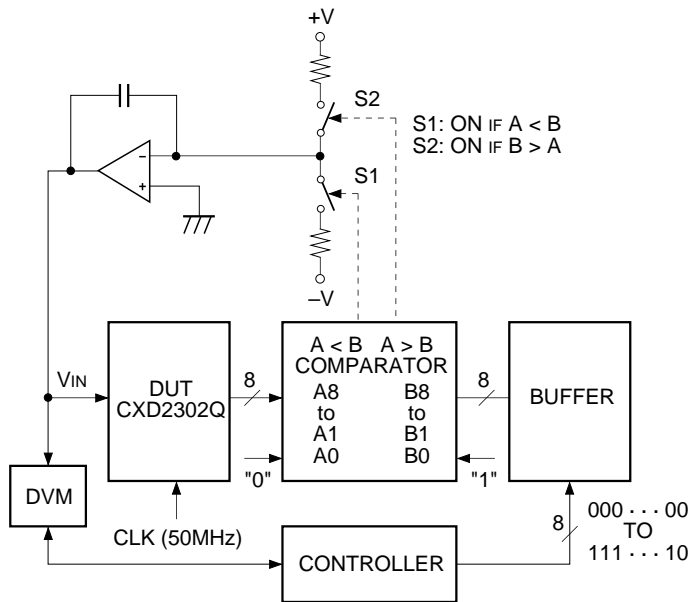 +V
S2
S1: ON IF A < B
S2: ON IF B > A
–
+
S1
–V
A < B A > B
COMPARATOR
VIN
DUT
CXD2302Q
8
A8
to
A1
A0
B8
to
B1
B0
8
BUFFER
"0"
"1"
DVM
CLK (50MHz)
CONTROLLER
8
000 · · · 00
TO
111 · · · 10